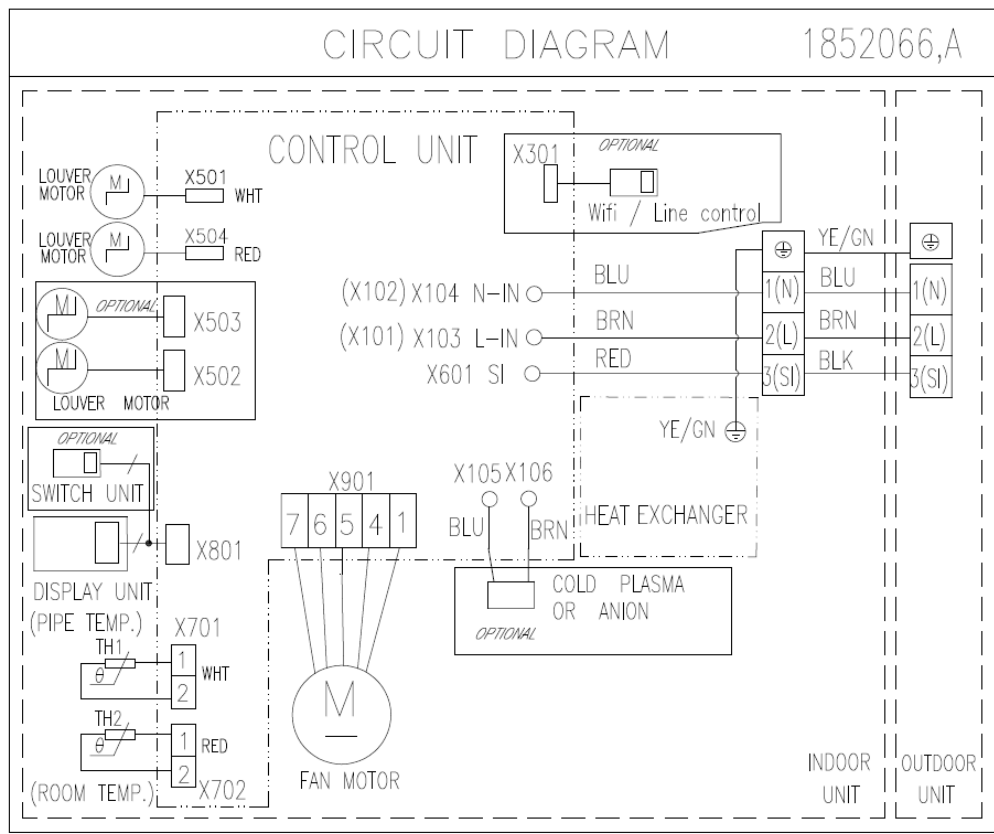 CIRCUIT DIAGRAM 1852066,A
CONTROL UNIT
LOUVER
MOTOR
M
X501
WHT
LOUVER
MOTOR
M
X504
RED
M
OPTIONAL
X503
M
X502
LOUVER MOTOR
OPTIONAL
SWITCH UNIT
X801
DISPLAY UNIT
(PIPE TEMP.)
TH1
θ
X701
1
2
WHT
TH2
θ
1
2
RED
X702
(ROOM TEMP.)
X901
7 6 5 4 1
M
FAN MOTOR
OPTIONAL
X301
Wifi / Line control
(X102) X104 N-IN
BLU
(X101) X103 L-IN
BRN
X601 SI
RED
YE/GN
1(N)
BLU
1(N)
2(L)
BRN
2(L)
3(SI)
BLK
3(SI)
YE/GN
HEAT EXCHANGER
X105 X106
BLU
BRN
COLD PLASMA
OR ANION
OPTIONAL
INDOOR
UNIT
OUTDOOR
UNIT